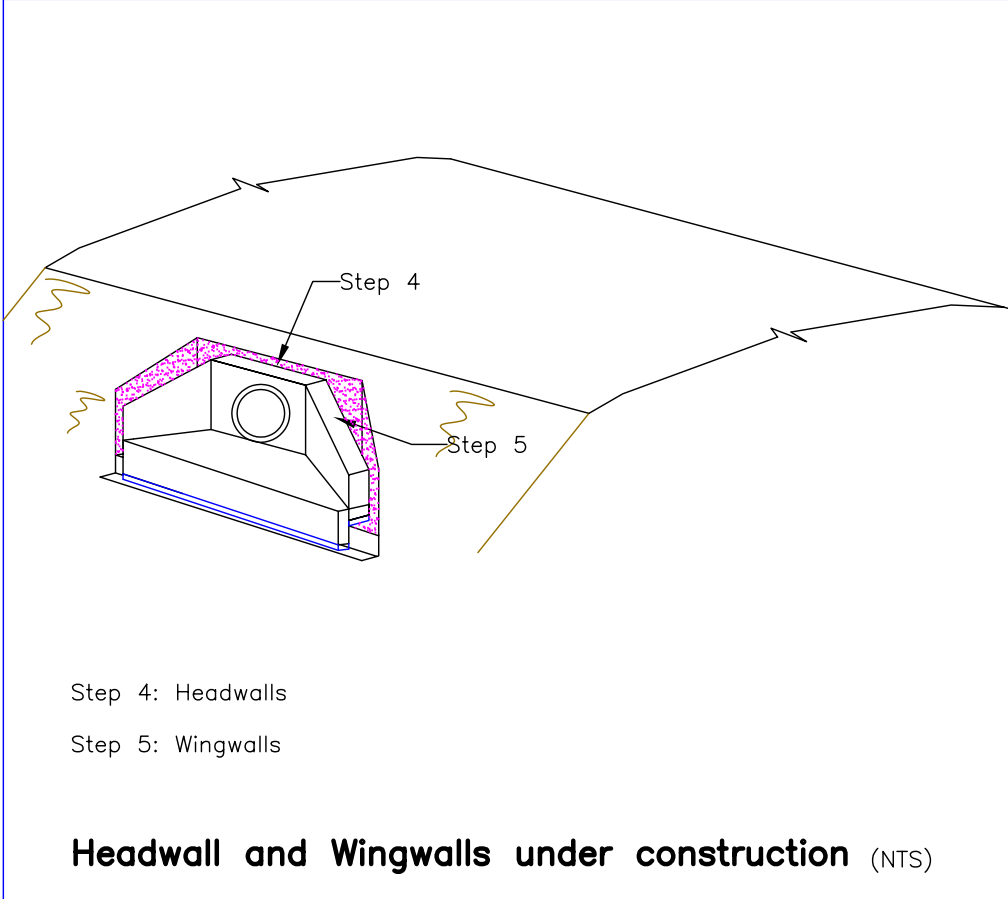 Step 4
Step 5
Step 4: Headwalls
Step 5: Wingwalls
Headwall and Wingwalls under construction (NTS)